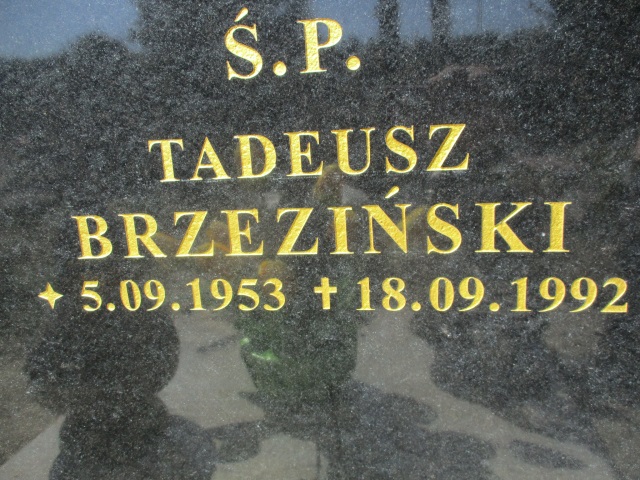 Ś.P.
TADEUSZ
BRZEZIŃSKI
✦ 5.09.1953 ✝ 18.09.1992